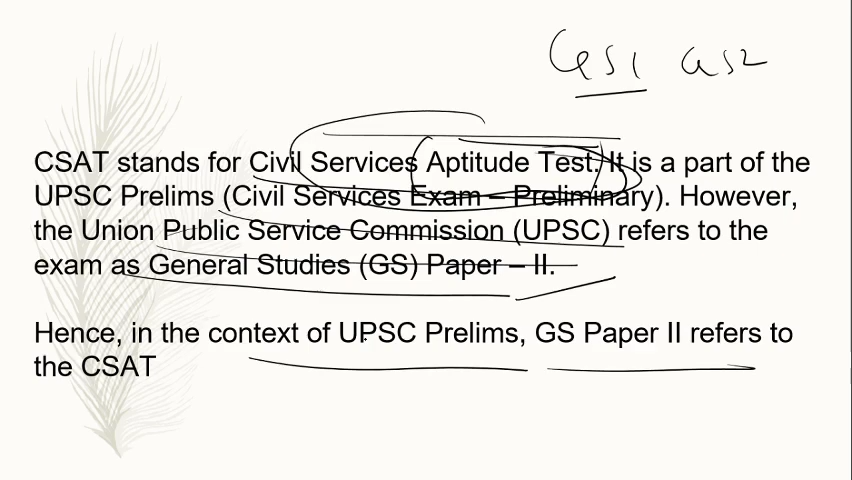 GS1 GS2
CSAT stands for Civil Services Aptitude Test. It is a part of the
UPSC Prelims (Civil Services Exam – Preliminary). However,
the Union Public Service Commission (UPSC) refers to the
exam as General Studies (GS) Paper – II.
Hence, in the context of UPSC Prelims, GS Paper II refers to
the CSAT